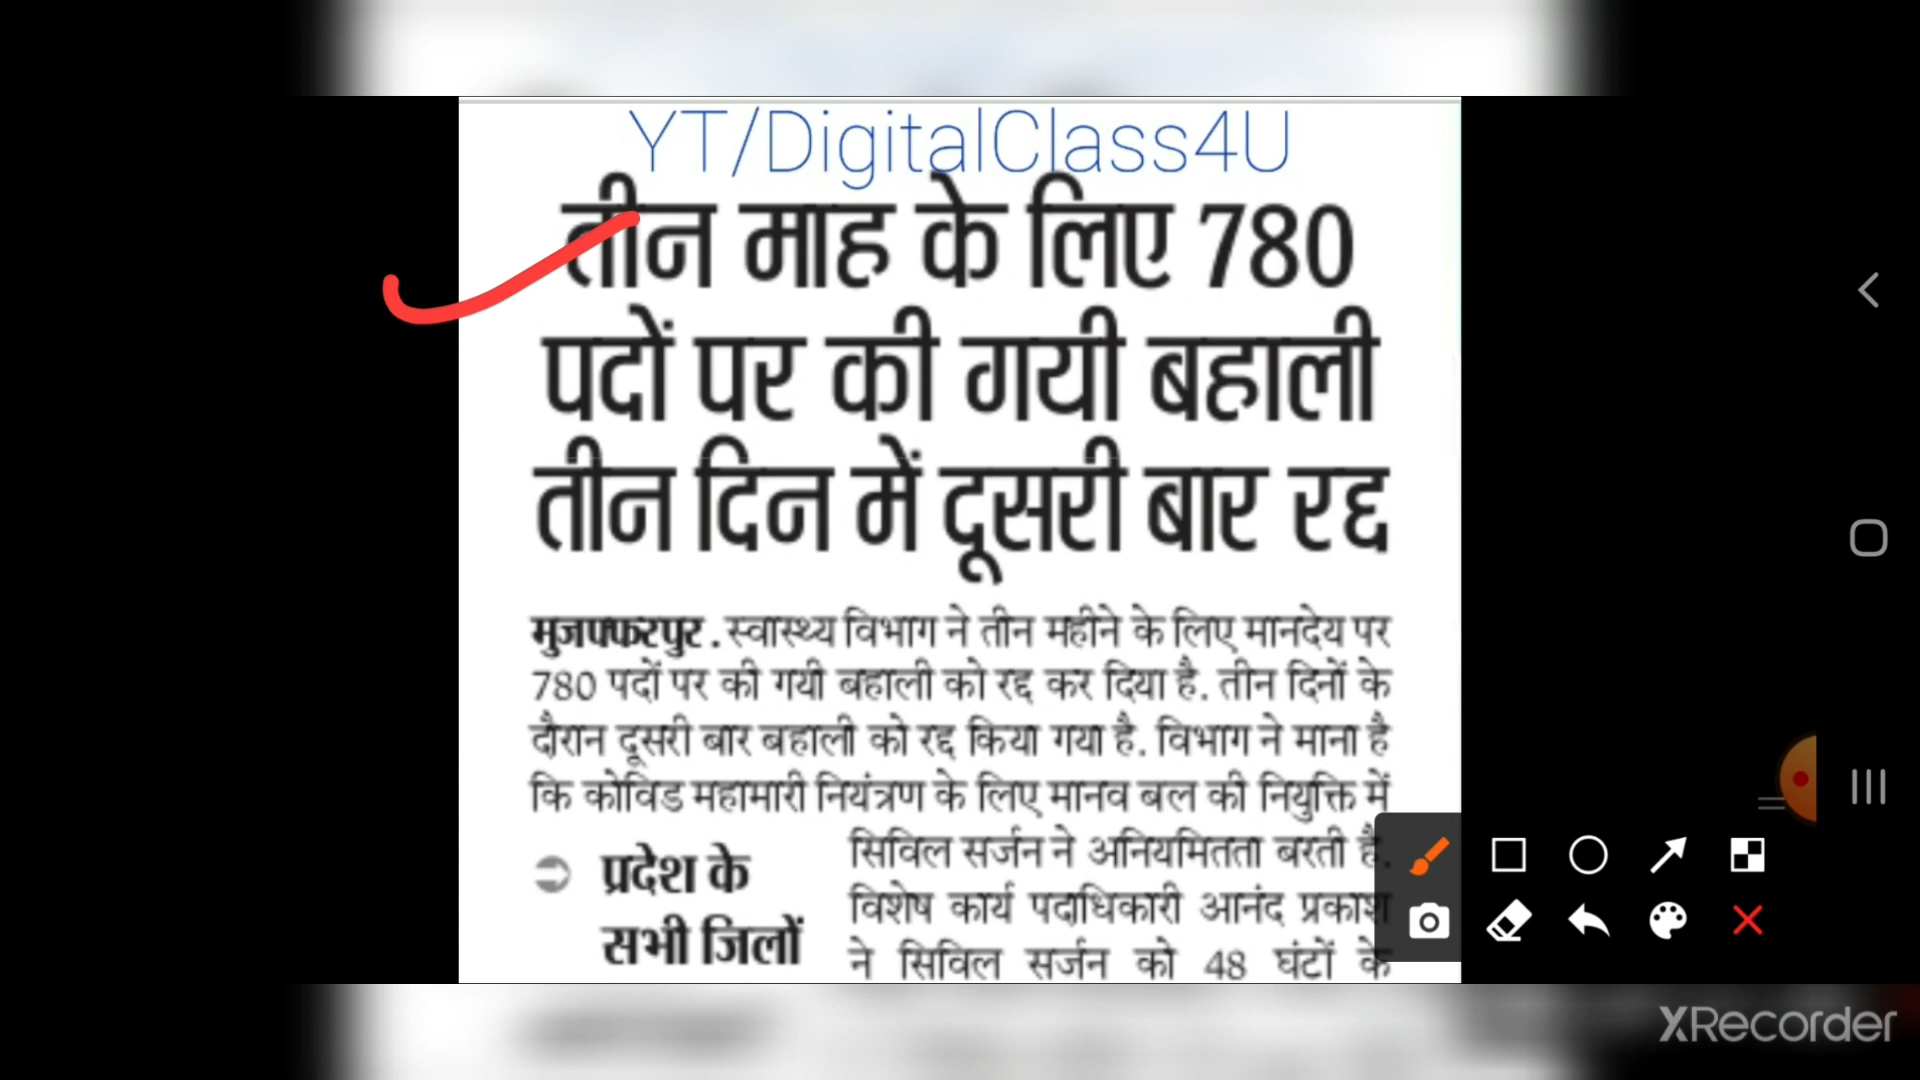 YT/DigitalClass4U
तीन माह के लिए 780
पदों पर की गयी बहाली
तीन दिन में दूसरी बार रद्द
मुजफ्फरपुर. स्वास्थ्य विभाग ने तीन महीने के लिए मानदेय पर
780 पदों पर की गयी बहाली को रद्द कर दिया है. तीन दिनों के
दौरान दूसरी बार बहाली को रद्द किया गया है. विभाग ने माना है
कि कोविड महामारी नियंत्रण के लिए मानव बल की नियुक्ति में
सिविल सर्जन ने अनियमितता बरती है.
विशेष कार्य पदाधिकारी आनंद प्रकाश
ने सिविल सर्जन को 48 घंटों के
प्रदेश के
सभी जिलों
XRecorder